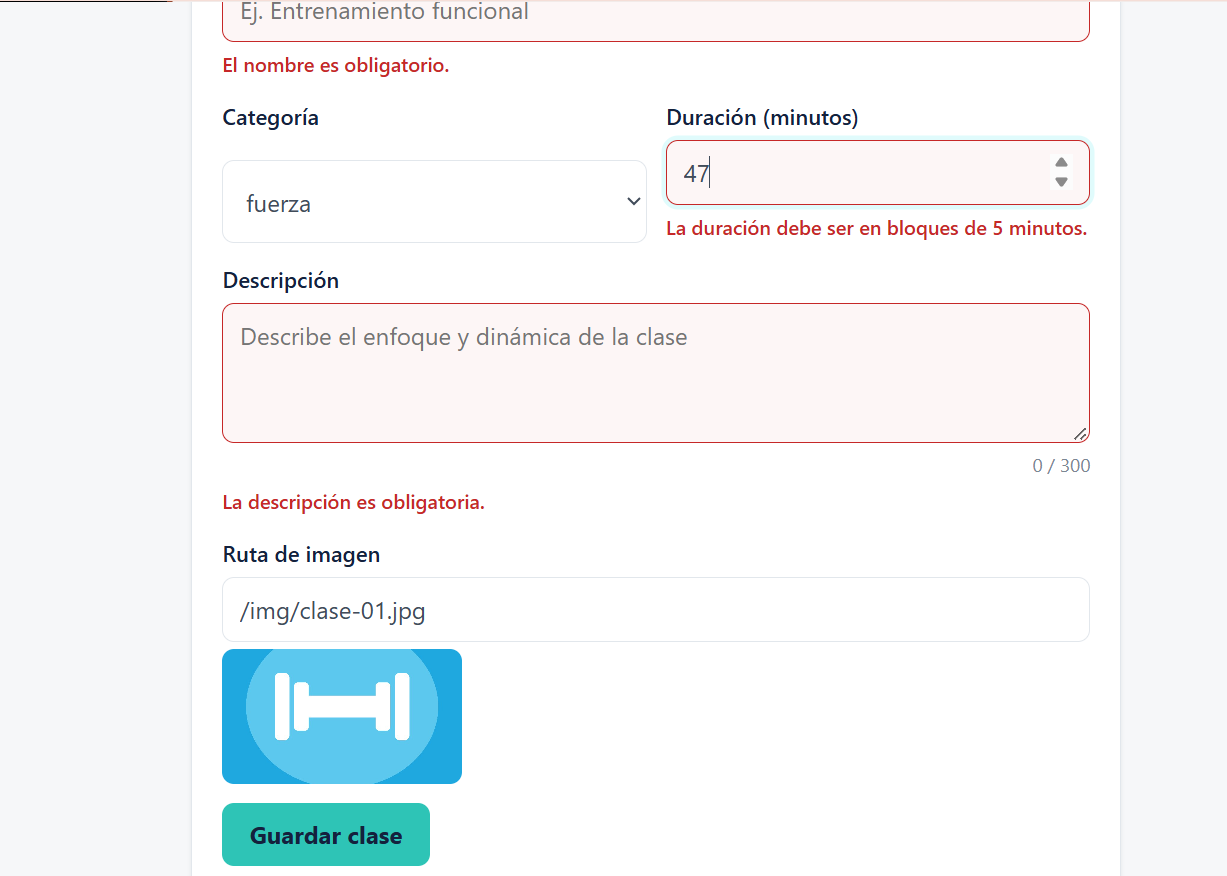 Ej. Entrenamiento funcional
El nombre es obligatorio.
Categoría
Duración (minutos)
fuerza
47
La duración debe ser en bloques de 5 minutos.
Descripción
Describe el enfoque y dinámica de la clase
0 / 300
La descripción es obligatoria.
Ruta de imagen
/img/clase-01.jpg
Guardar clase